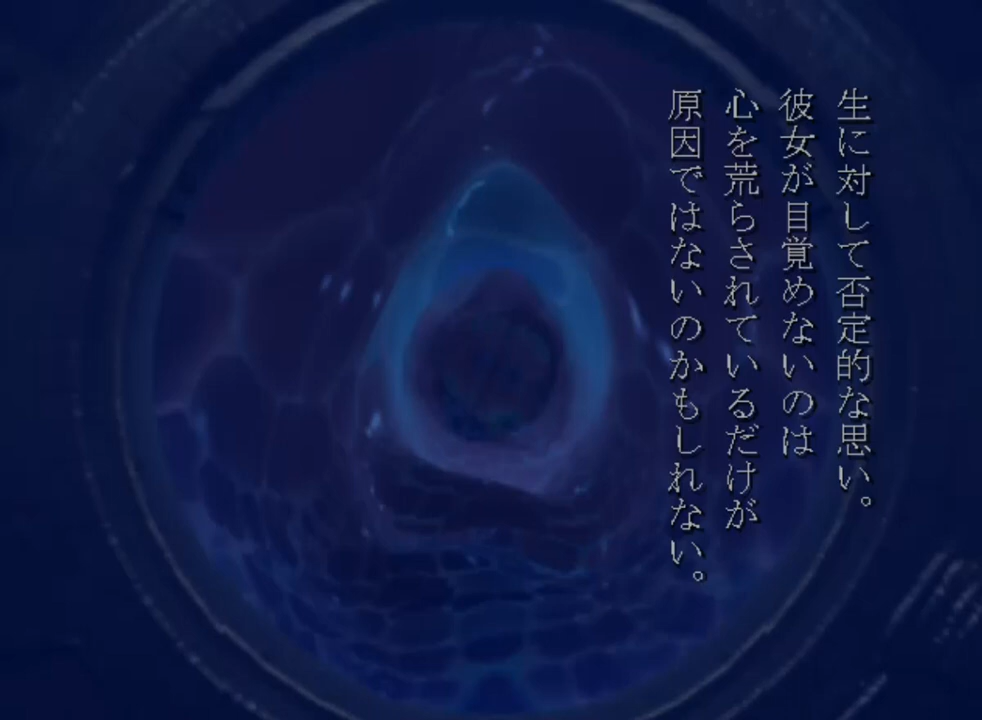 生に対して否定的な思い。
彼女が目覚めないのは
心を荒らされているだけが
原因ではないのかもしれない。